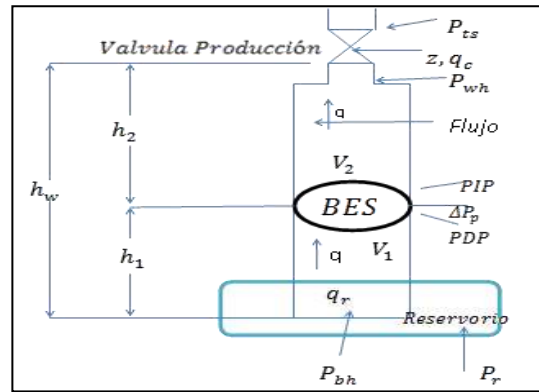 P_ts
Valvula Producción
z, q_c
P_wh
q
Flujo
h_2
h_w
V_2
PIP
BES
ΔP_p
PDP
h_1
q
V_1
q_r
Reservorio
P_bh
P_r